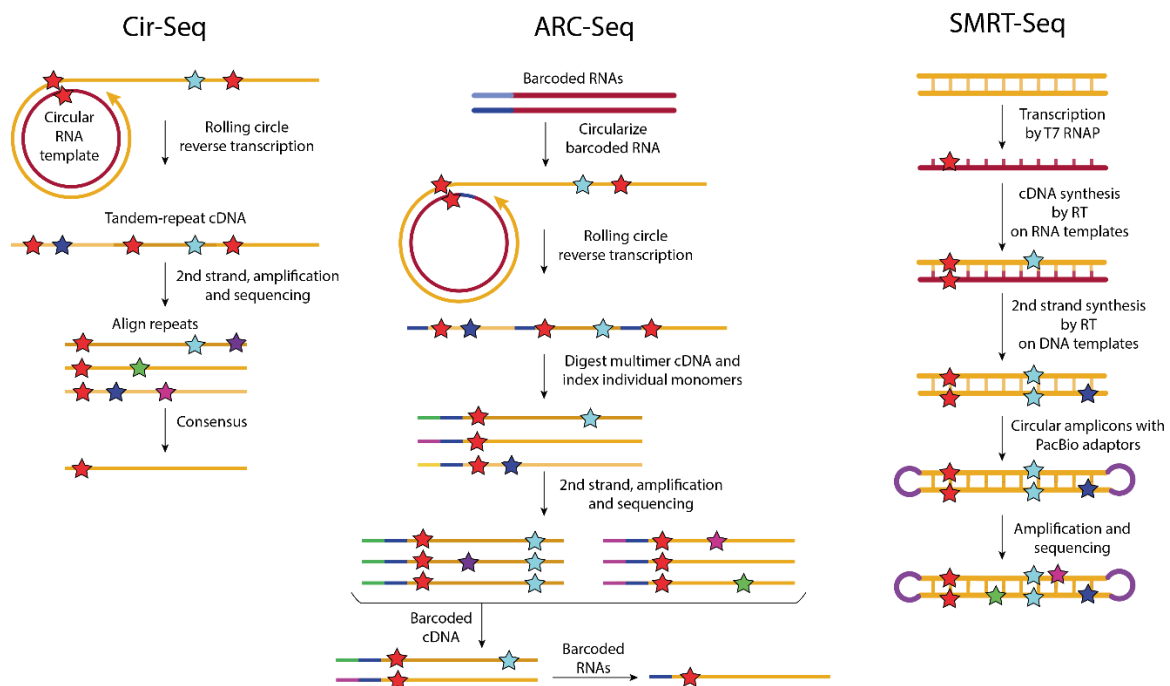 Cir-Seq
Circular
RNA
template
Rolling circle
reverse transcription
Tandem-repeat cDNA
2nd strand, amplification
and sequencing
Align repeats
Consensus
ARC-Seq
Barcoded RNAs
Circularize
barcoded RNA
Rolling circle
reverse transcription
Digest multimer cDNA and
index individual monomers
2nd strand, amplification
and sequencing
Barcoded
cDNA
Barcoded
RNAs
SMRT-Seq
Transcription
by T7 RNAP
cDNA synthesis
by RT
on RNA templates
2nd strand synthesis
by RT
on DNA templates
Circular amplicons with
PacBio adaptors
Amplification and
sequencing